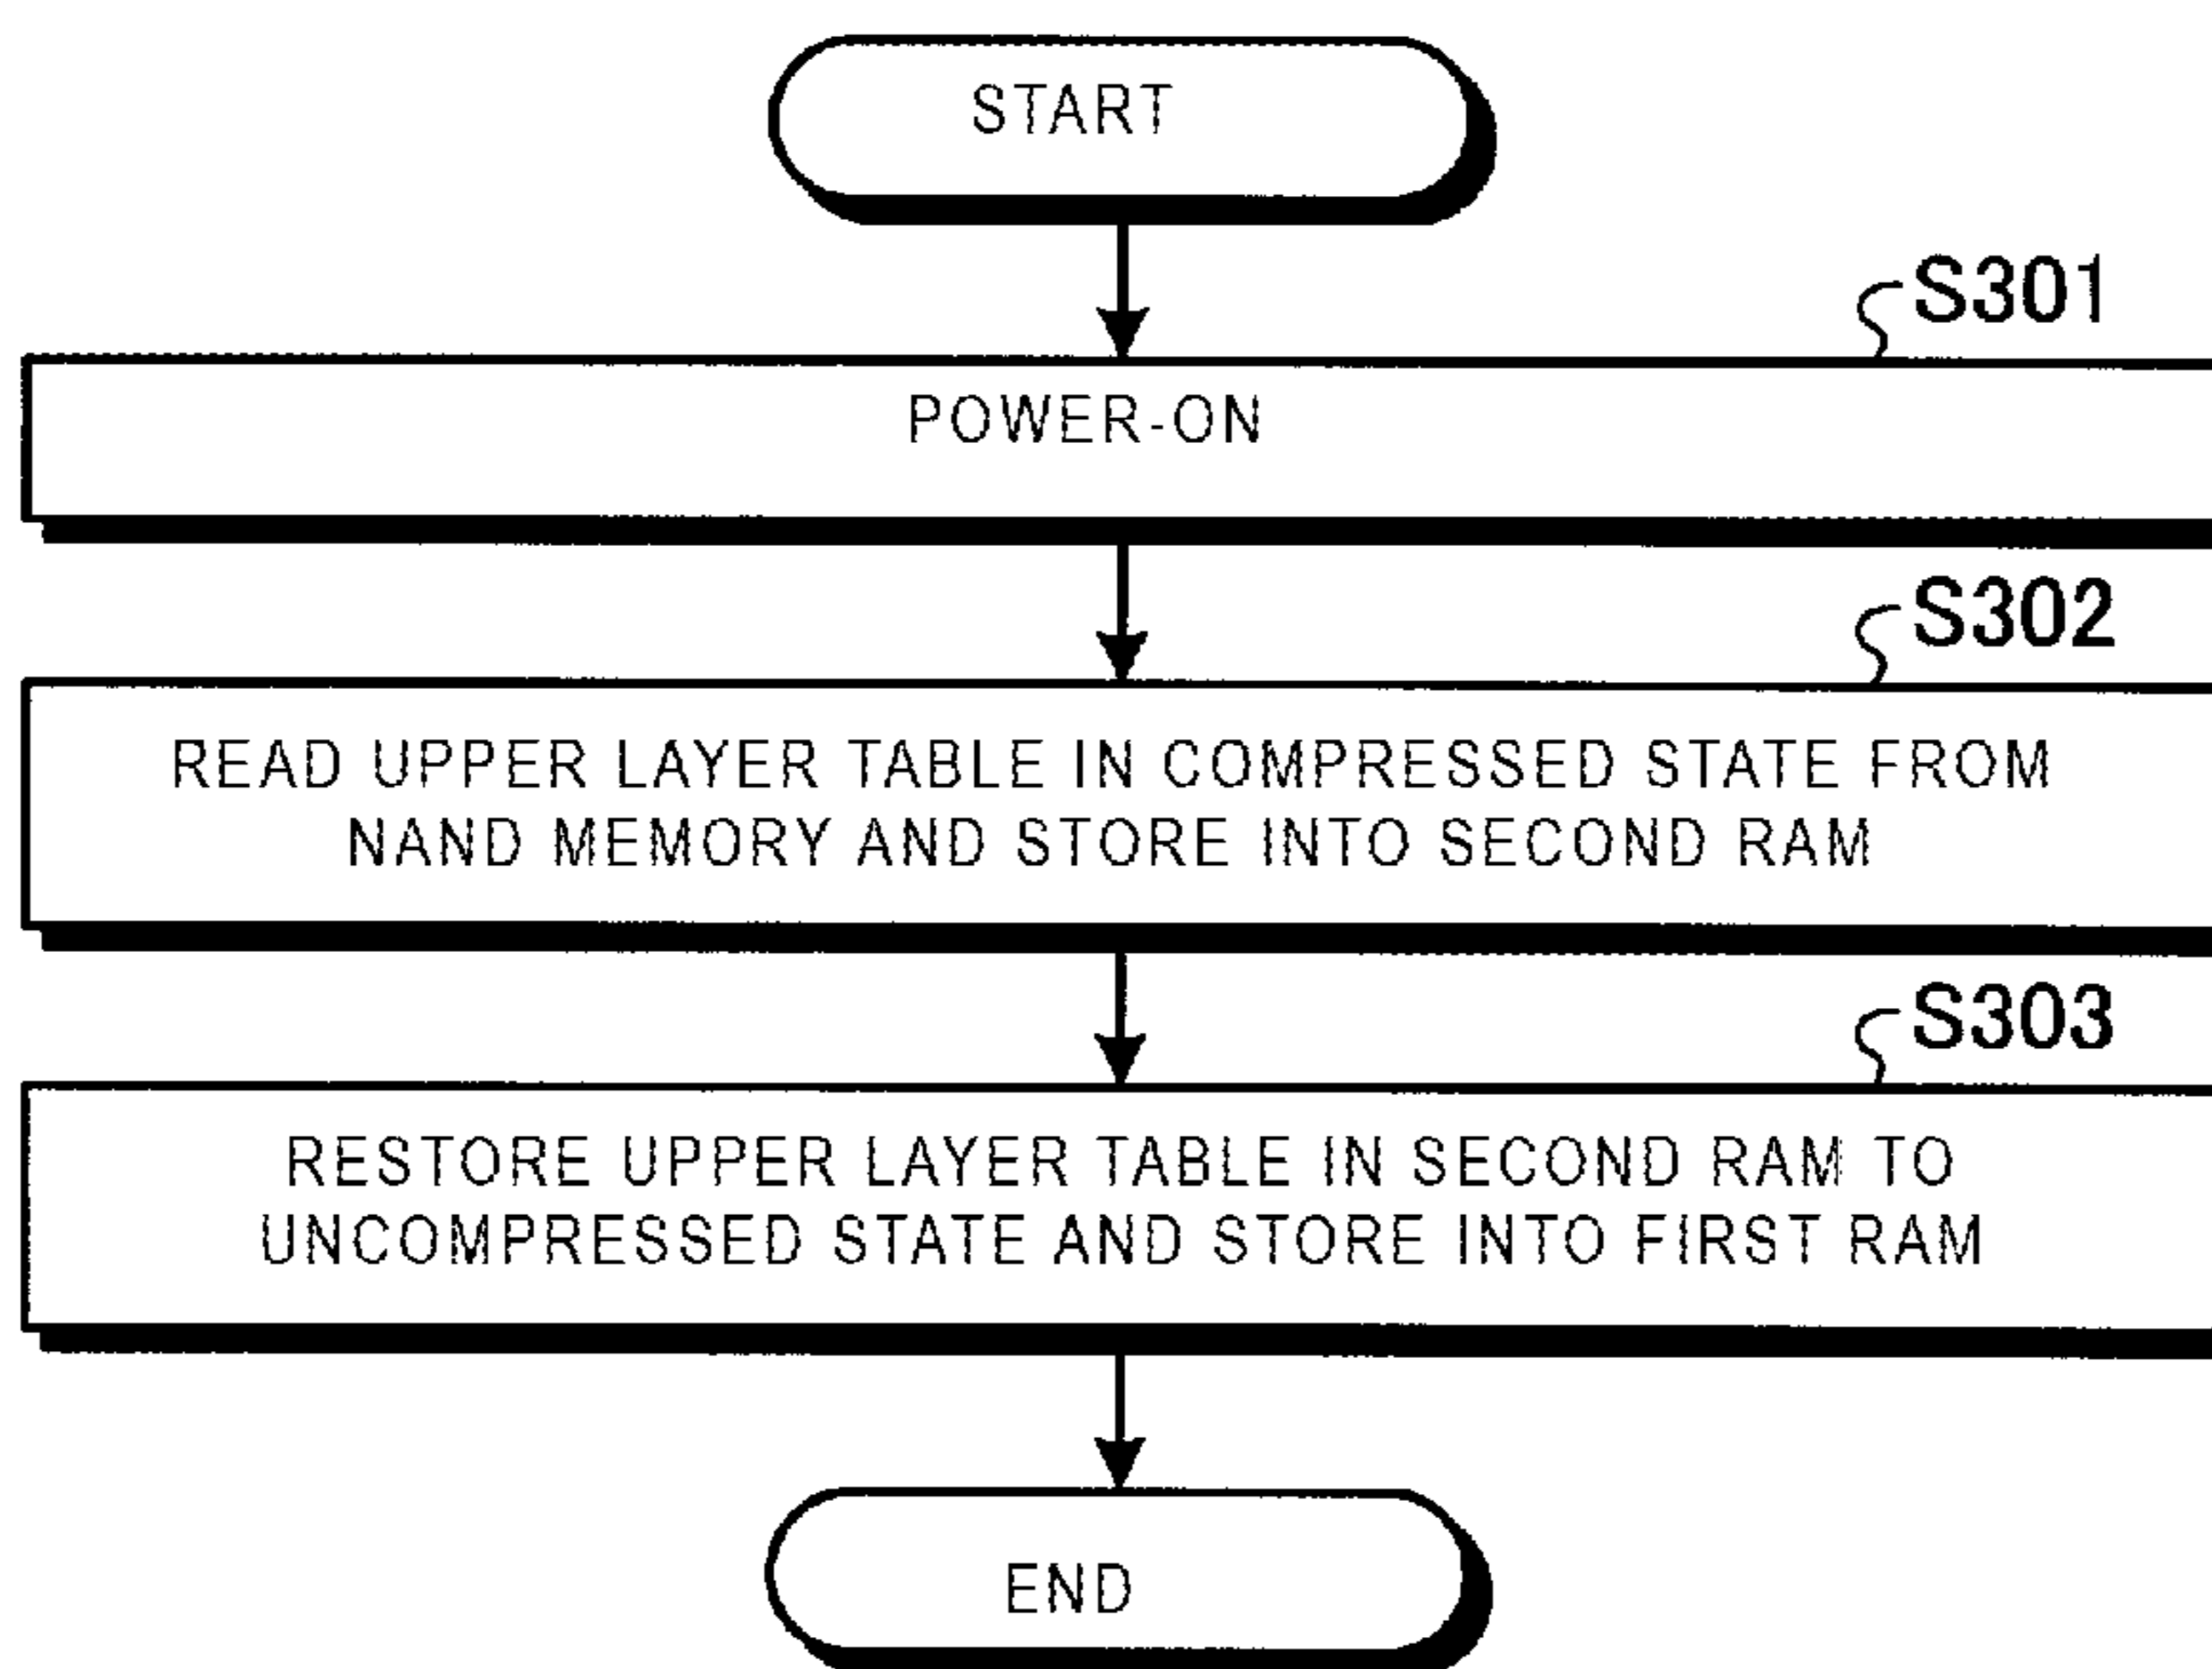 START
S301
POWER-ON
S302
READ UPPER LAYER TABLE IN COMPRESSED STATE FROM
NAND MEMORY AND STORE INTO SECOND RAM
S303
RESTORE UPPER LAYER TABLE IN SECOND RAM TO
UNCOMPRESSED STATE AND STORE INTO FIRST RAM
END